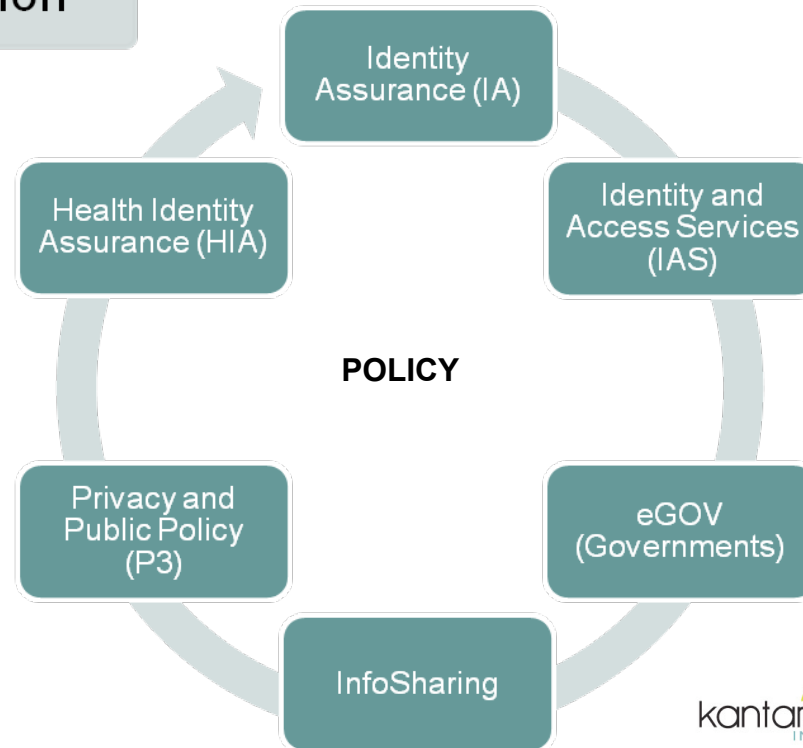 Identity
Assurance (IA)
Identity and
Access Services
(IAS)
Health Identity
Assurance (HIA)
POLICY
Privacy and
Public Policy
(P3)
eGOV
(Governments)
InfoSharing